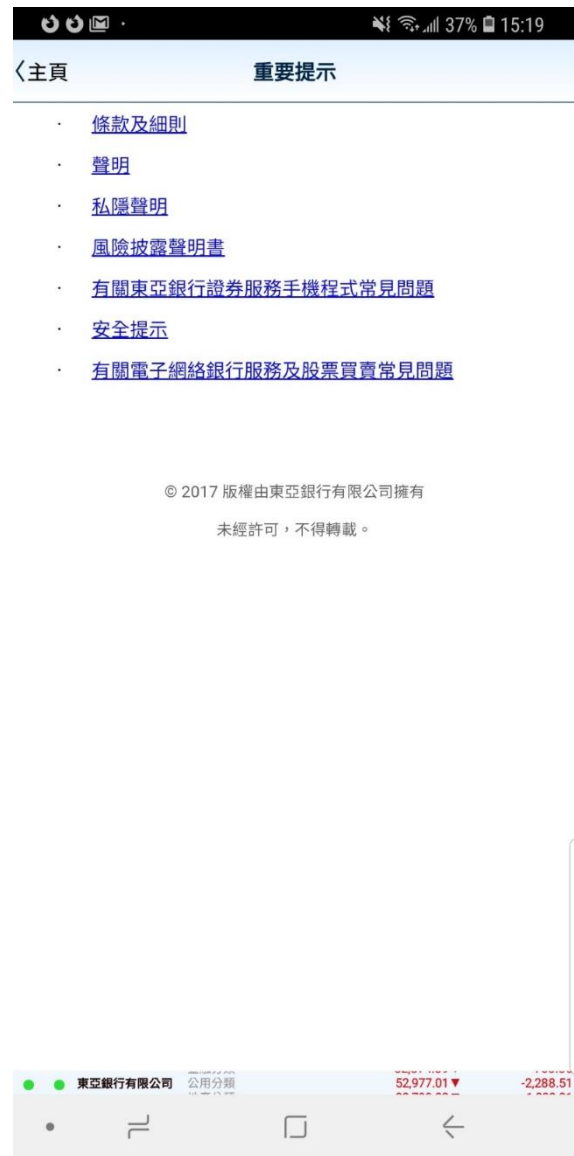 37% 15:19
主頁
重要提示
· 條款及細則
· 聲明
· 私隱聲明
· 風險披露聲明書
· 有關東亞銀行證券服務手機程式常見問題
· 安全提示
· 有關電子網絡銀行服務及股票買賣常見問題
© 2017 版權由東亞銀行有限公司擁有
未經許可，不得轉載。
東亞銀行有限公司 公用分類 52,977.01▼ -2,288.51